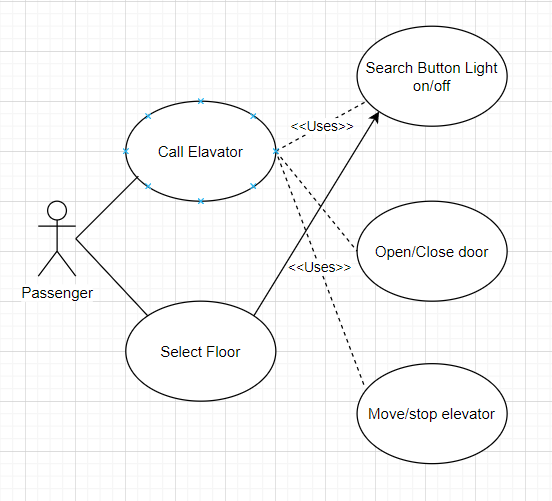 Search Button Light
on/off
<<Uses>>
Call Elavator
Open/Close door
<<Uses>>
Passenger
Select Floor
Move/stop elevator